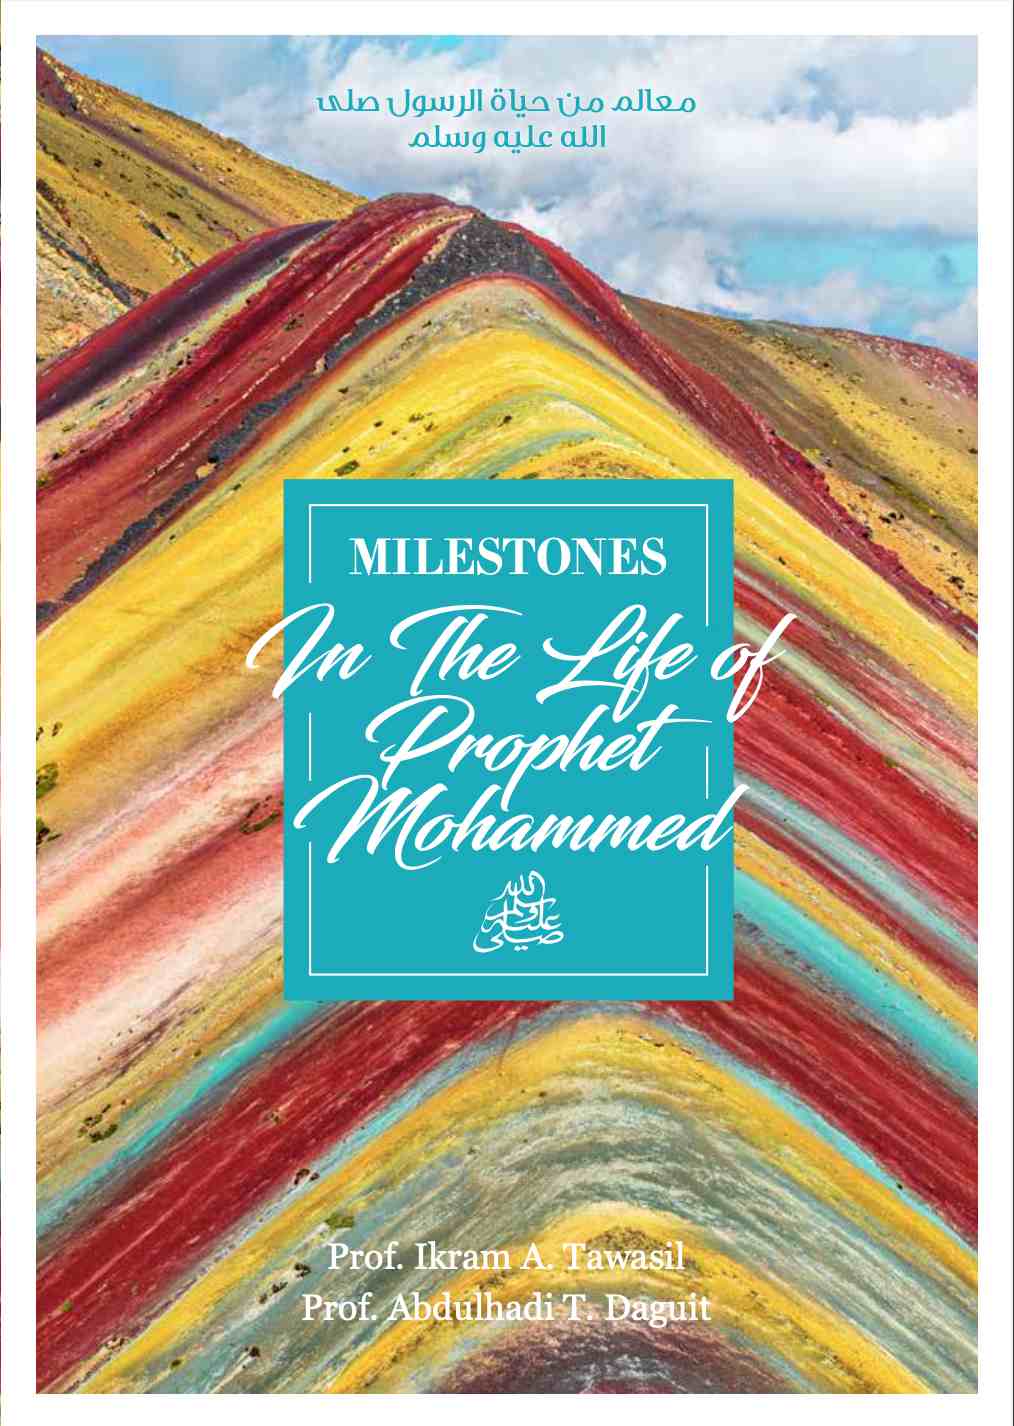 معالم من حياة الرسول صلى
الله عليه وسلم
MILESTONES
In The Life of
Prophet
Mohammed
صلى الله عليه وسلم
Prof. Ikram A. Tawasil
Prof. Abdulhadi T. Daguit